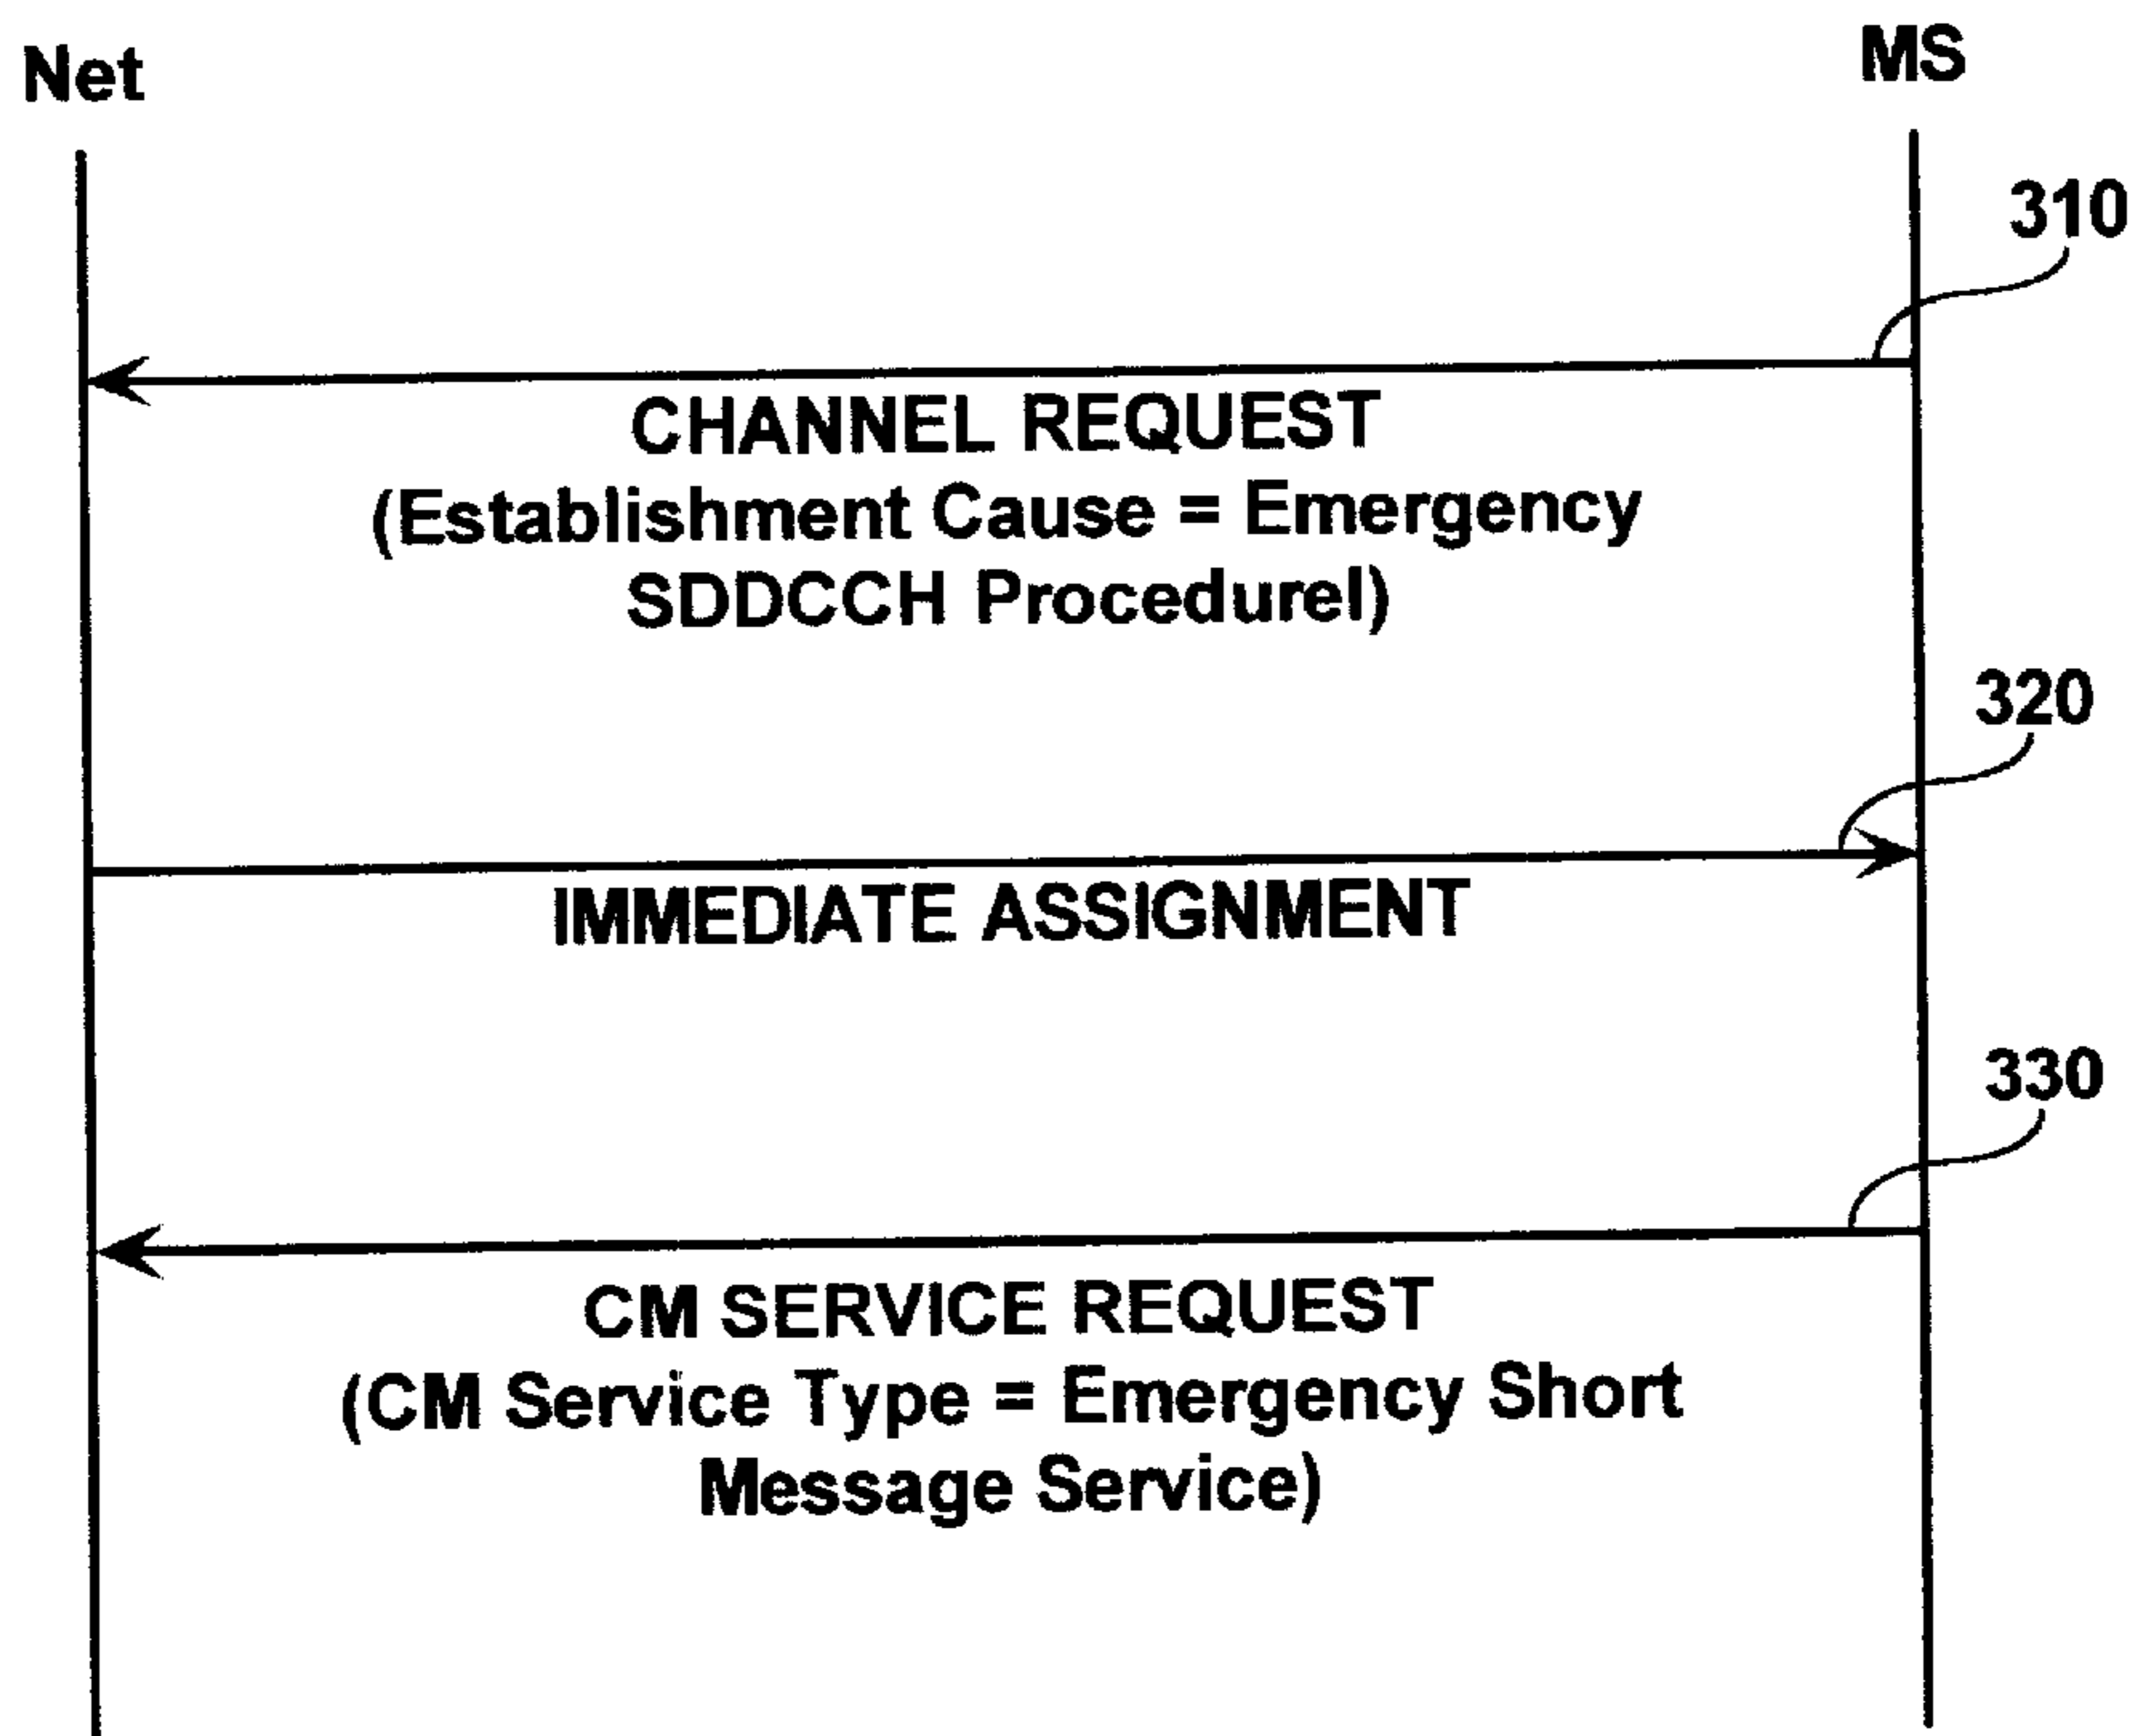 Net
MS
310
CHANNEL REQUEST
(Establishment Cause = Emergency
SDDCCH Procedurel)
320
IMMEDIATE ASSIGNMENT
330
CM SERVICE REQUEST
(CM Service Type = Emergency Short
Message Service)